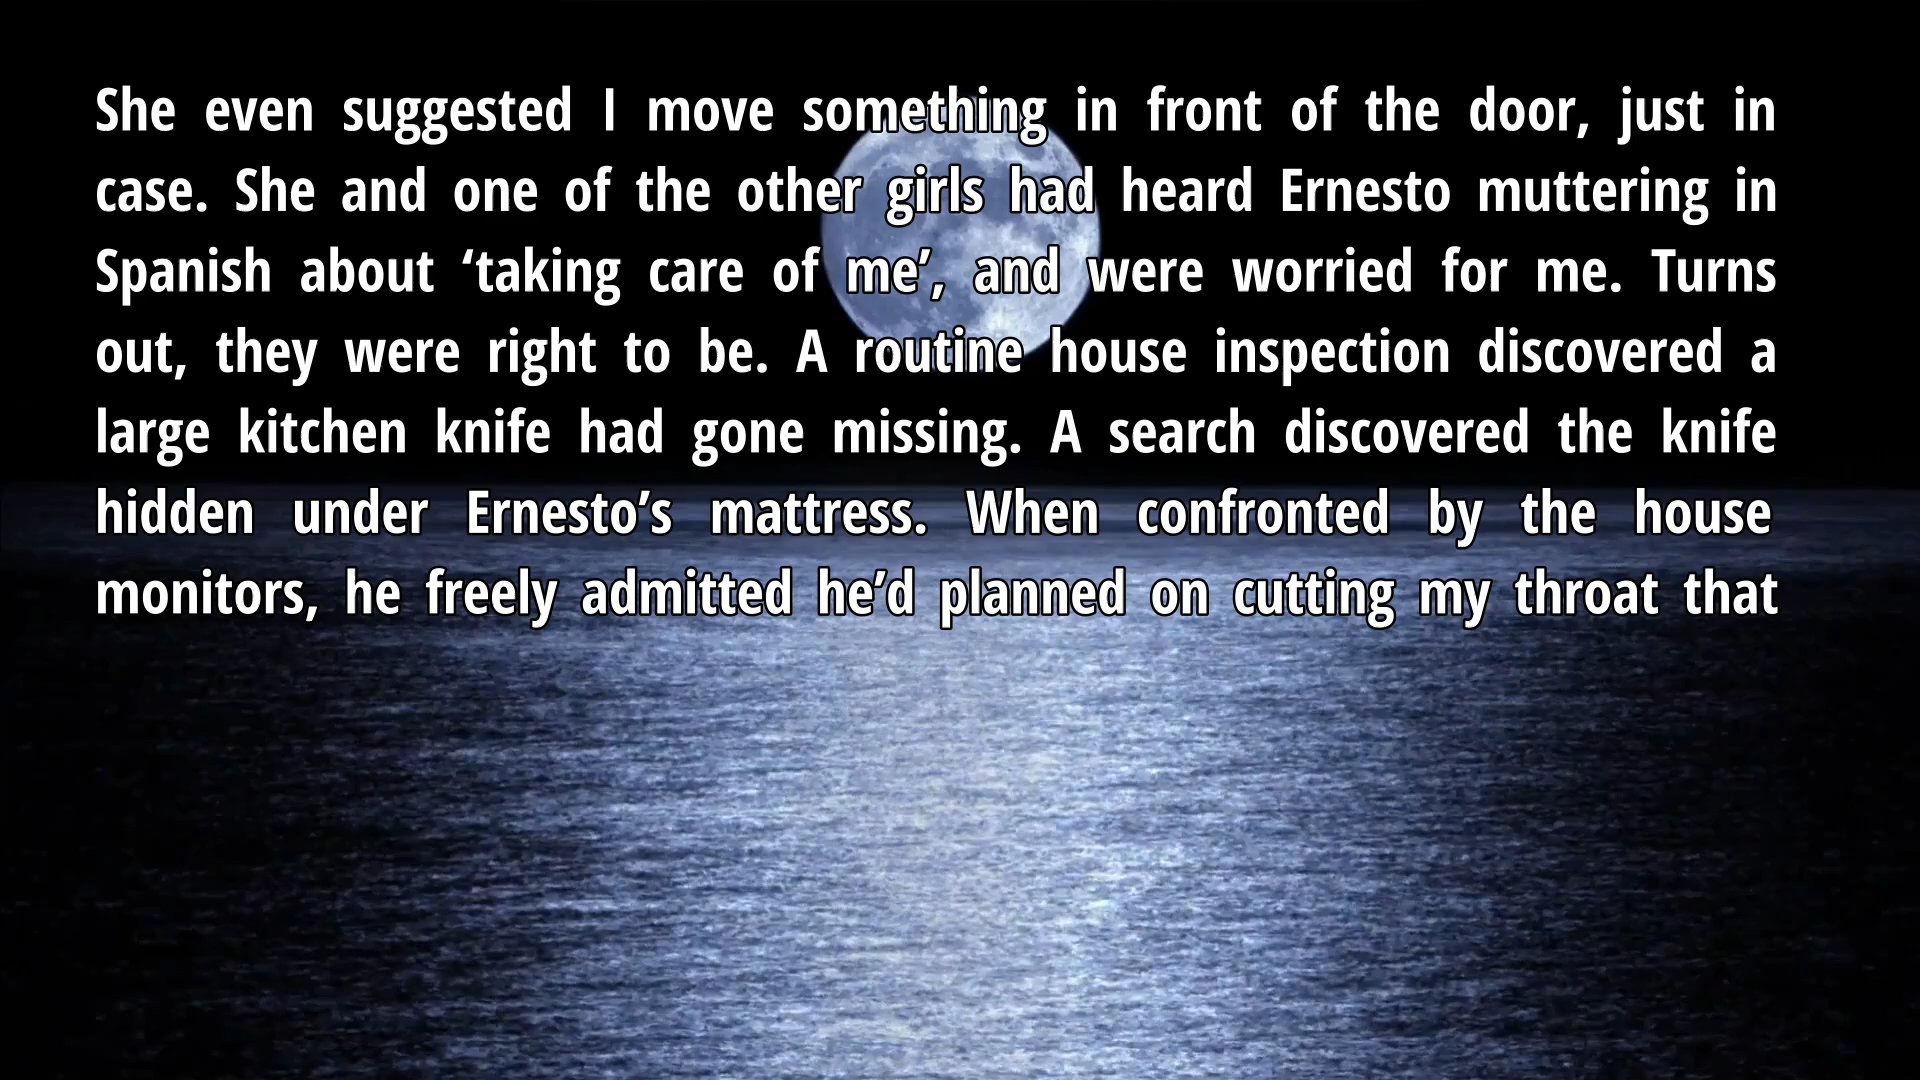 She even suggested I move something in front of the door, just in
case. She and one of the other girls had heard Ernesto muttering in
Spanish about ‘taking care of me’, and were worried for me. Turns
out, they were right to be. A routine house inspection discovered a
large kitchen knife had gone missing. A search discovered the knife
hidden under Ernesto’s mattress. When confronted by the house
monitors, he freely admitted he’d planned on cutting my throat that